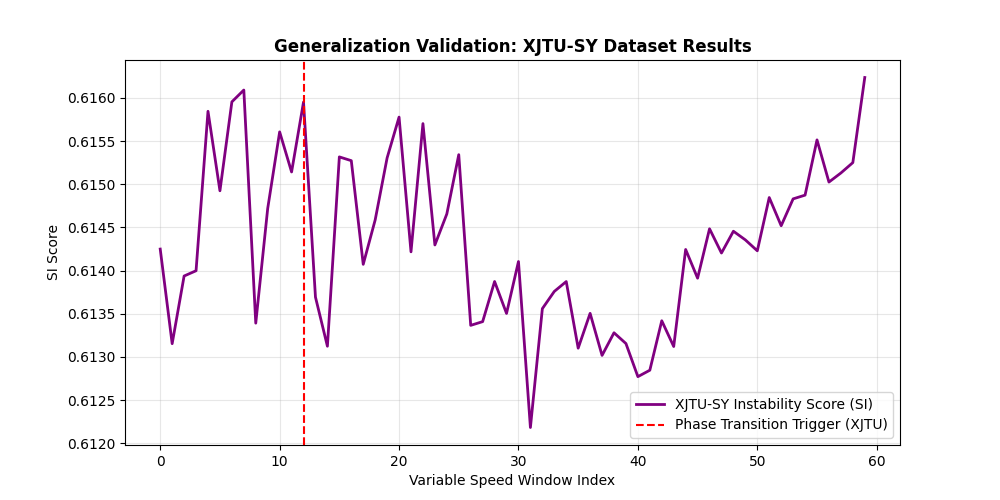 Generalization Validation: XJTU-SY Dataset Results
SI Score
0.6160
0.6155
0.6150
0.6145
0.6140
0.6135
0.6130
0.6125
0.6120
XJTU-SY Instability Score (SI)
Phase Transition Trigger (XJTU)
0 10 20 30 40 50 60
Variable Speed Window Index